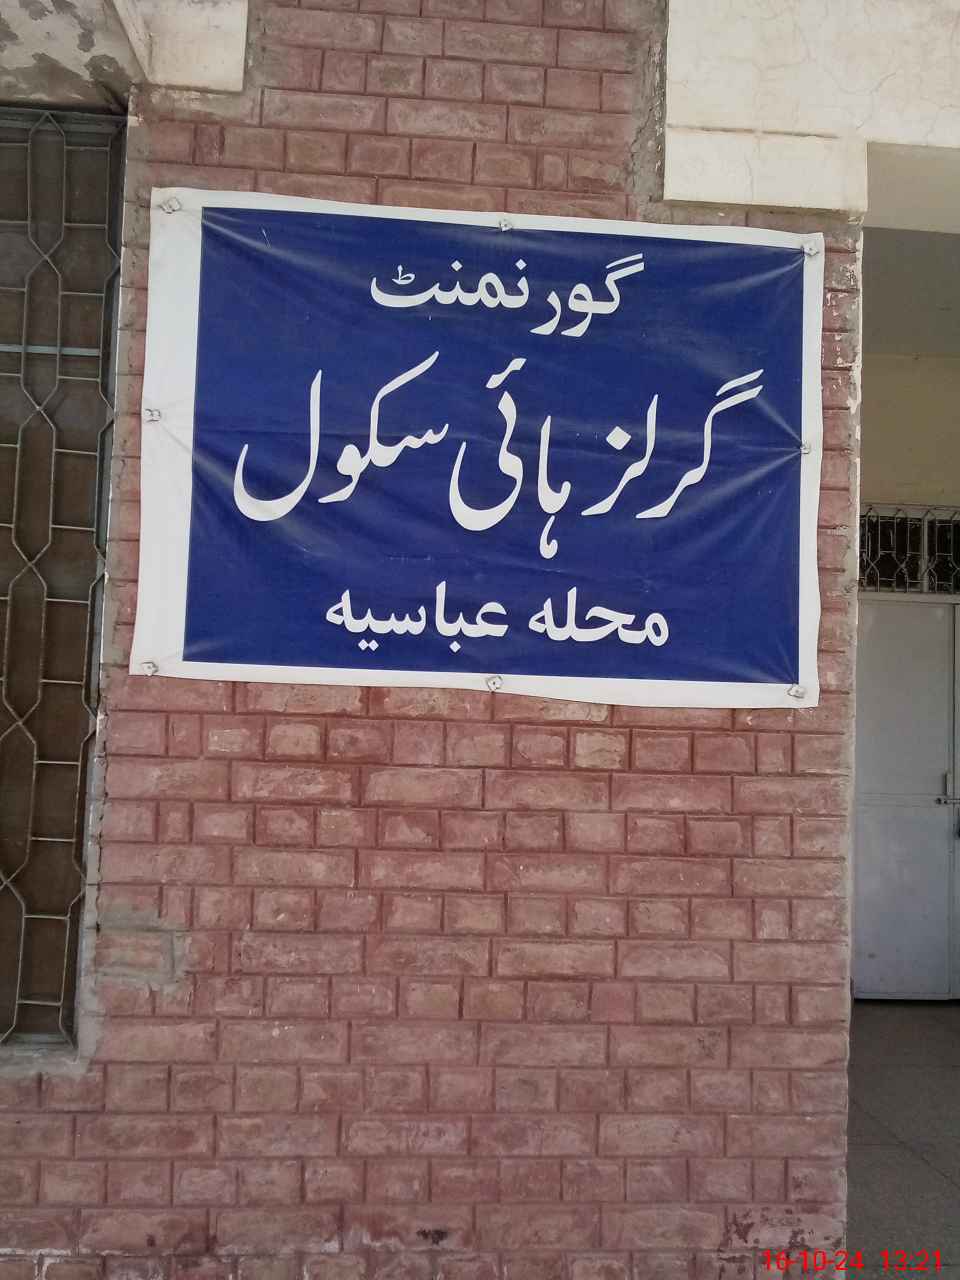 گورنمنٹ
گرلز ہائی سکول
محلہ عباسیہ
16-10-24 13:21